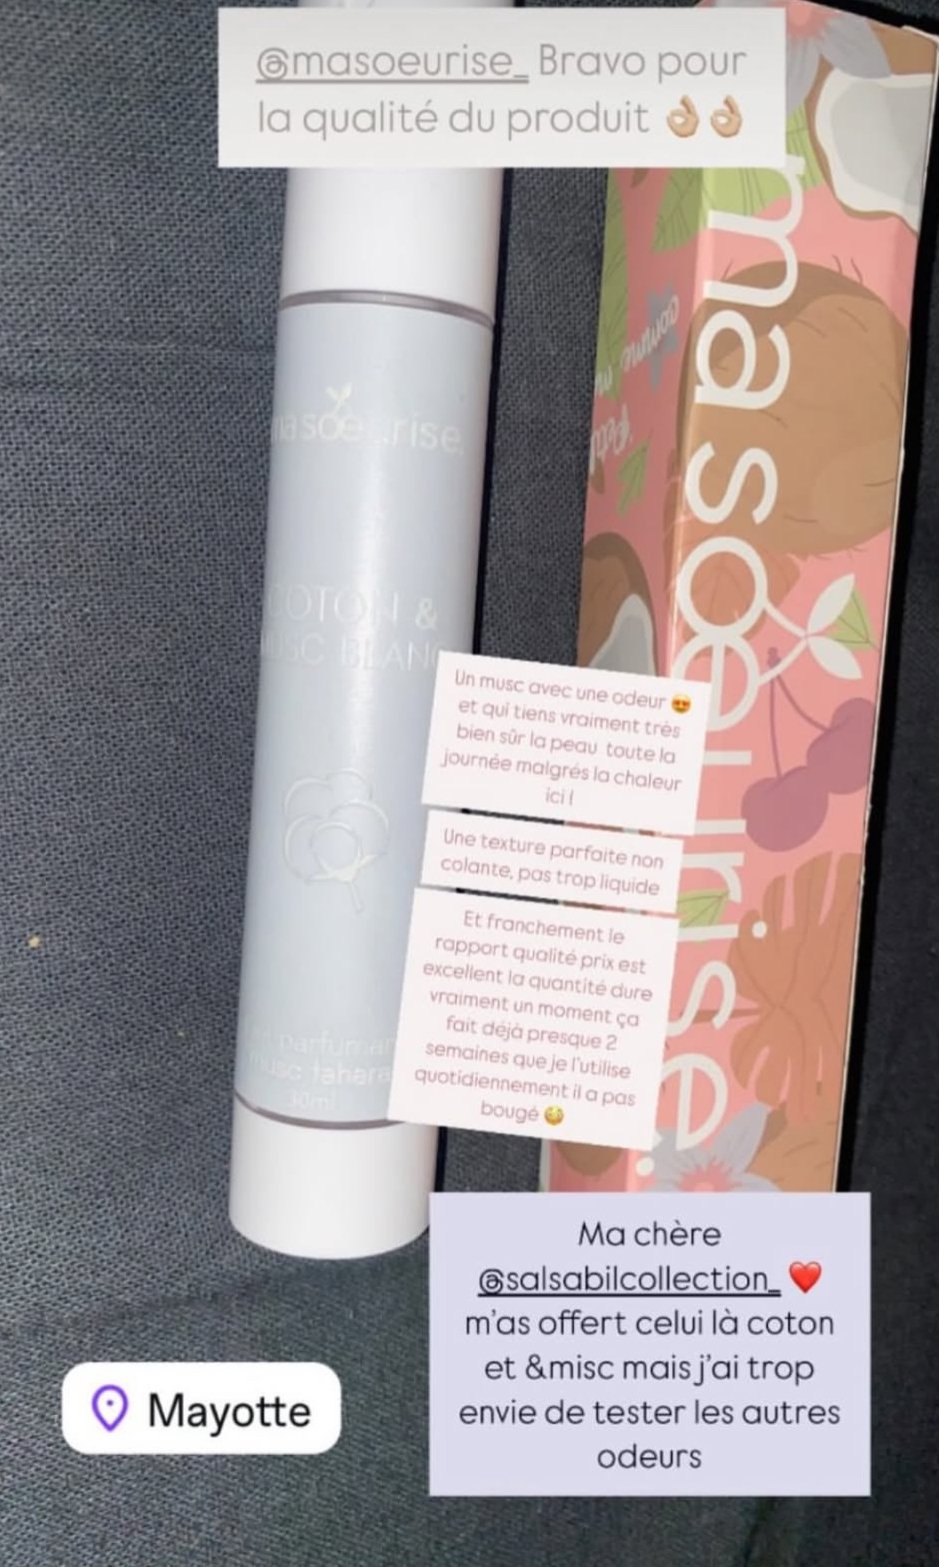 @masoeurise_ Bravo pour
la qualité du produit 👌🏼👌🏼
masœurise
COTON &
MUSC BLANC
Un musc avec une odeur 😍
et qui tiens vraiment très
bien sûr la peau toute la
journée malgrés la chaleur
ici !
Une texture parfaite non
colante, pas trop liquide
Et franchement le
rapport qualité prix est
excellent la quantité dure
vraiment un moment ça
fait déjà presque 2
semaines que je l'utilise
quotidiennement il a pas
bougé 😳
musc tahara
masœurise.
Ma chère
@salsabilcollection_ ❤️
m'as offert celui là coton
et &misc mais j'ai trop
envie de tester les autres
odeurs
Mayotte